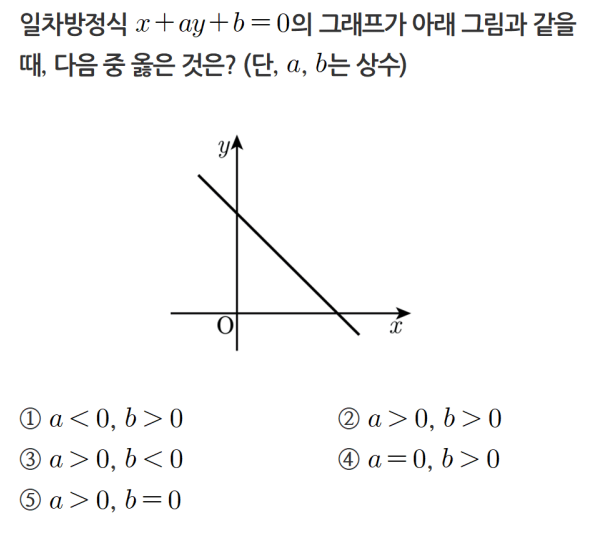 일차방정식 x+ay+b=0의 그래프가 아래 그림과 같을
때, 다음 중 옳은 것은? (단, a, b는 상수)
y
O
x
① a<0, b>0 ② a>0, b>0
③ a>0, b<0 ④ a=0, b>0
⑤ a>0, b=0